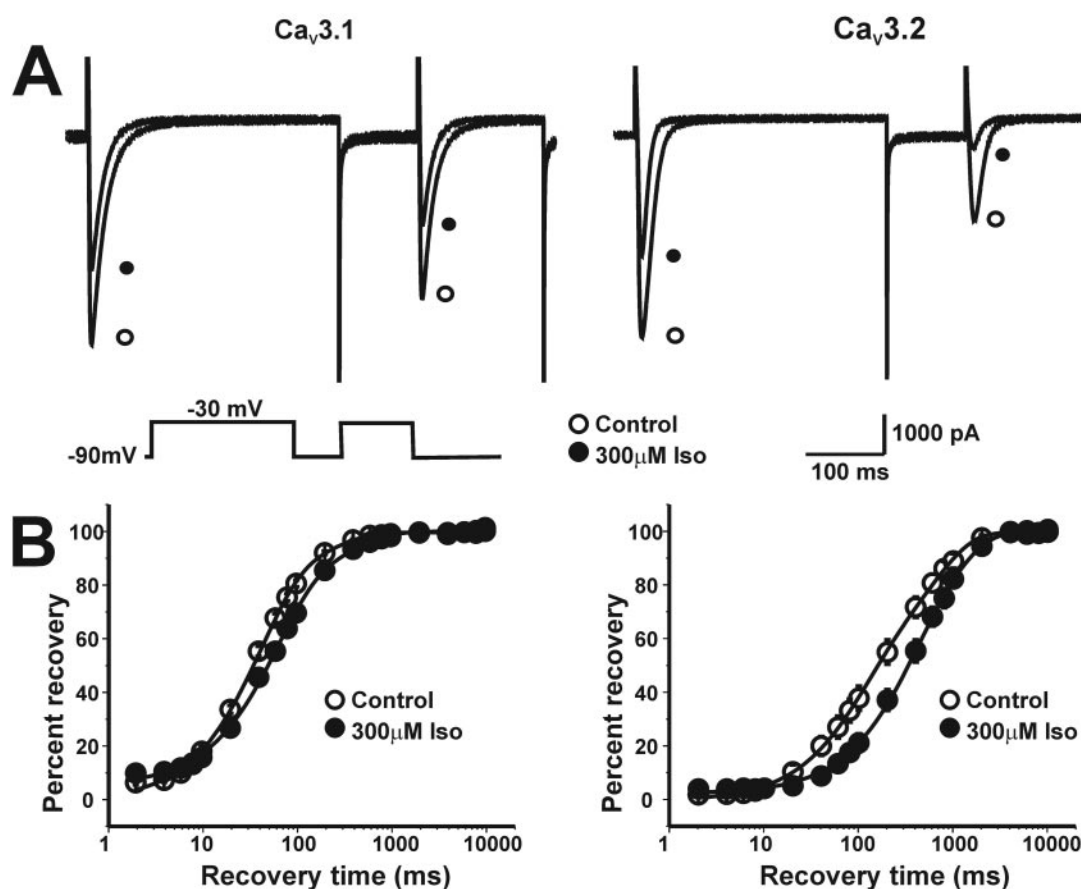 Ca_v3.1
Ca_v3.2
A
-30 mV
-90mV
Control
300μM Iso
1000 pA
100 ms
B
Percent recovery
100
80
60
40
20
0
Control
300μM Iso
1
10
100
1000
10000
Recovery time (ms)
Percent recovery
100
80
60
40
20
0
Control
300μM Iso
1
10
100
1000
10000
Recovery time (ms)